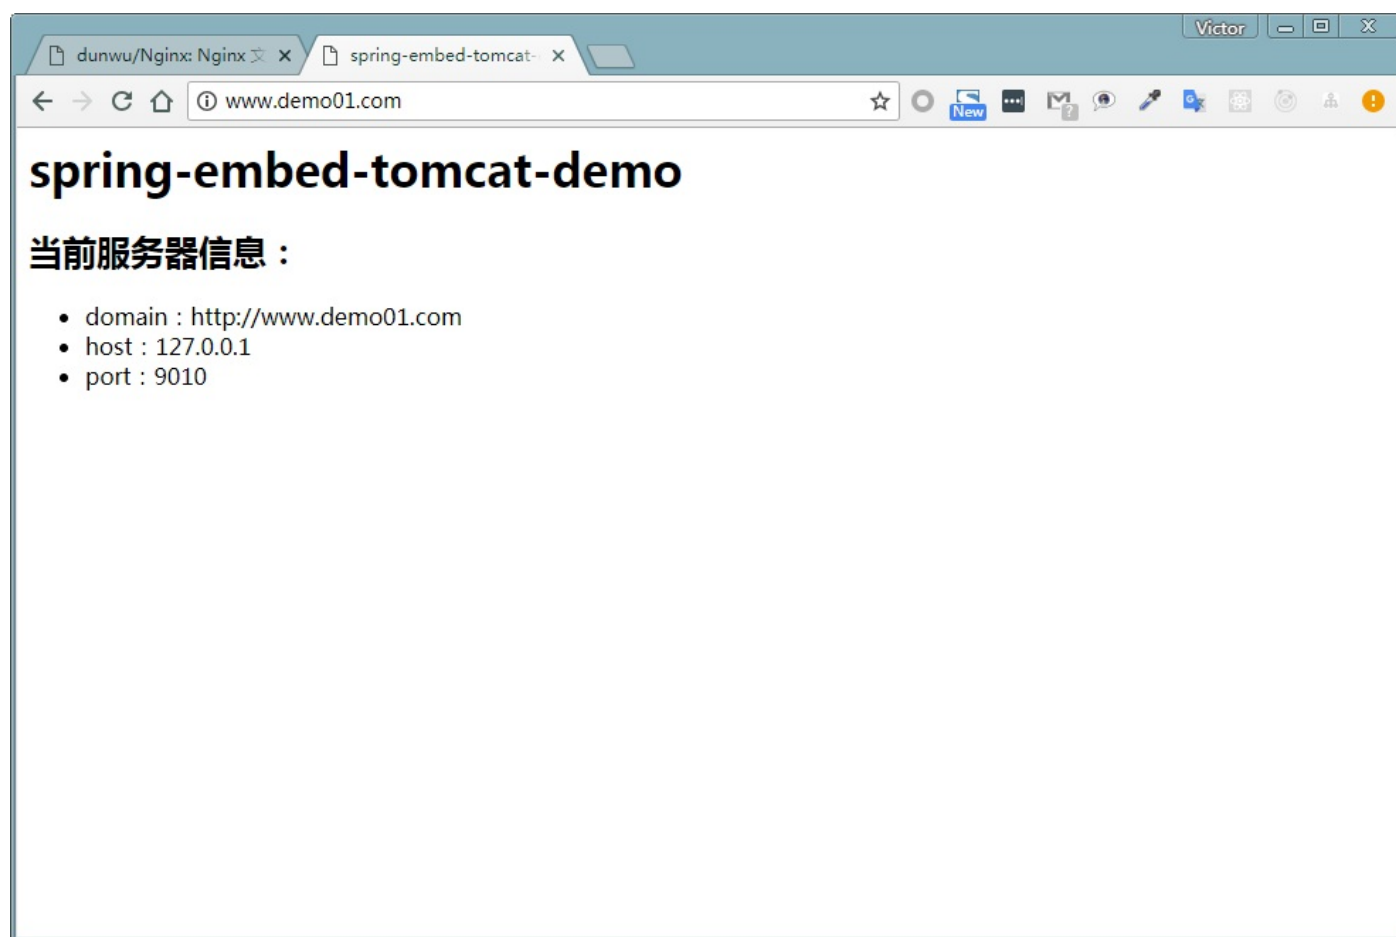 Victor
dunwu/Nginx: Nginx 文
spring-embed-tomcat-
www.demo01.com
New
spring-embed-tomcat-demo
当前服务器信息：
domain：http://www.demo01.com
host：127.0.0.1
port：9010